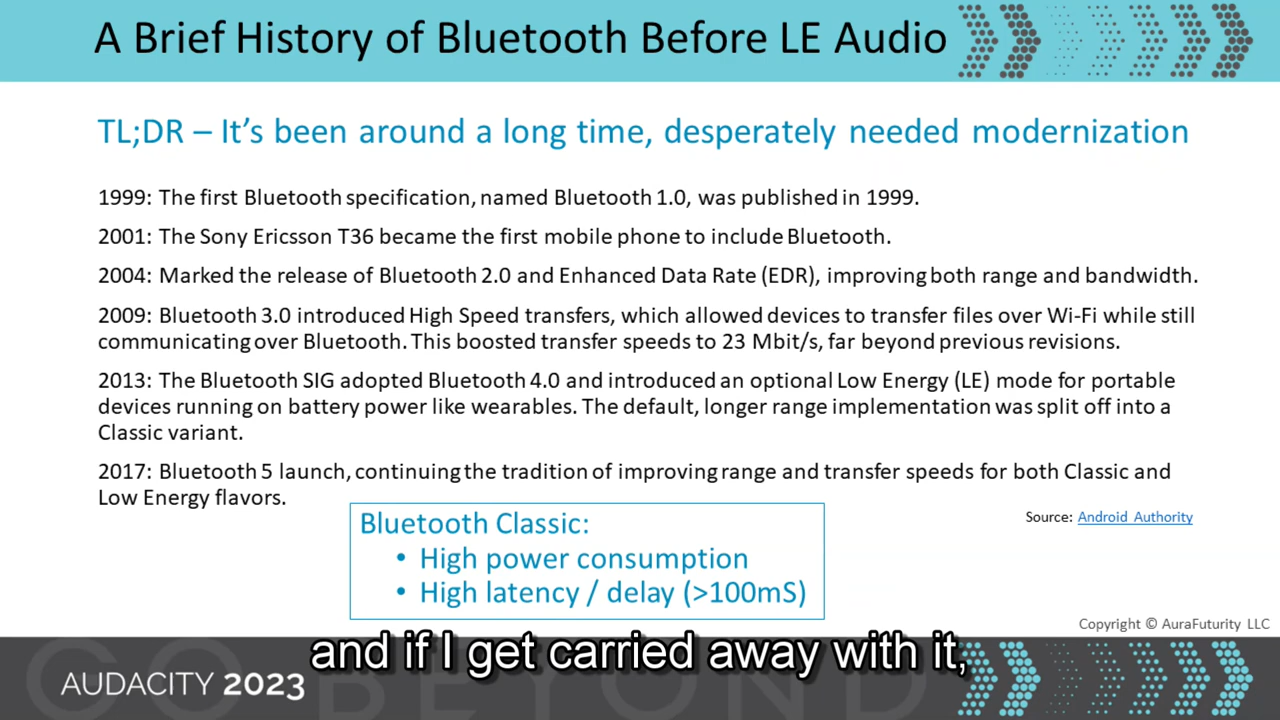 A Brief History of Bluetooth Before LE Audio
TL;DR – It's been around a long time, desperately needed modernization
1999: The first Bluetooth specification, named Bluetooth 1.0, was published in 1999.
2001: The Sony Ericsson T36 became the first mobile phone to include Bluetooth.
2004: Marked the release of Bluetooth 2.0 and Enhanced Data Rate (EDR), improving both range and bandwidth.
2009: Bluetooth 3.0 introduced High Speed transfers, which allowed devices to transfer files over Wi-Fi while still
communicating over Bluetooth. This boosted transfer speeds to 23 Mbit/s, far beyond previous revisions.
2013: The Bluetooth SIG adopted Bluetooth 4.0 and introduced an optional Low Energy (LE) mode for portable
devices running on battery power like wearables. The default, longer range implementation was split off into a
Classic variant.
2017: Bluetooth 5 launch, continuing the tradition of improving range and transfer speeds for both Classic and
Low Energy flavors.
Source: Android Authority
Bluetooth Classic:
• High power consumption
• High latency / delay (>100mS)
Copyright © AuraFuturity LLC
and if I get carried away with it,
AUDACITY 2023